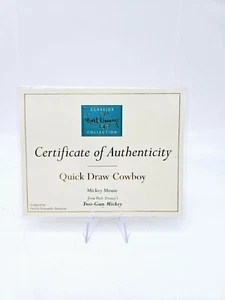 CLASSICS
Walt Disney
COLLECTION
Certificate of Authenticity
Quick Draw Cowboy
Mickey Mouse
from Walt Disney's
Two-Gun Mickey